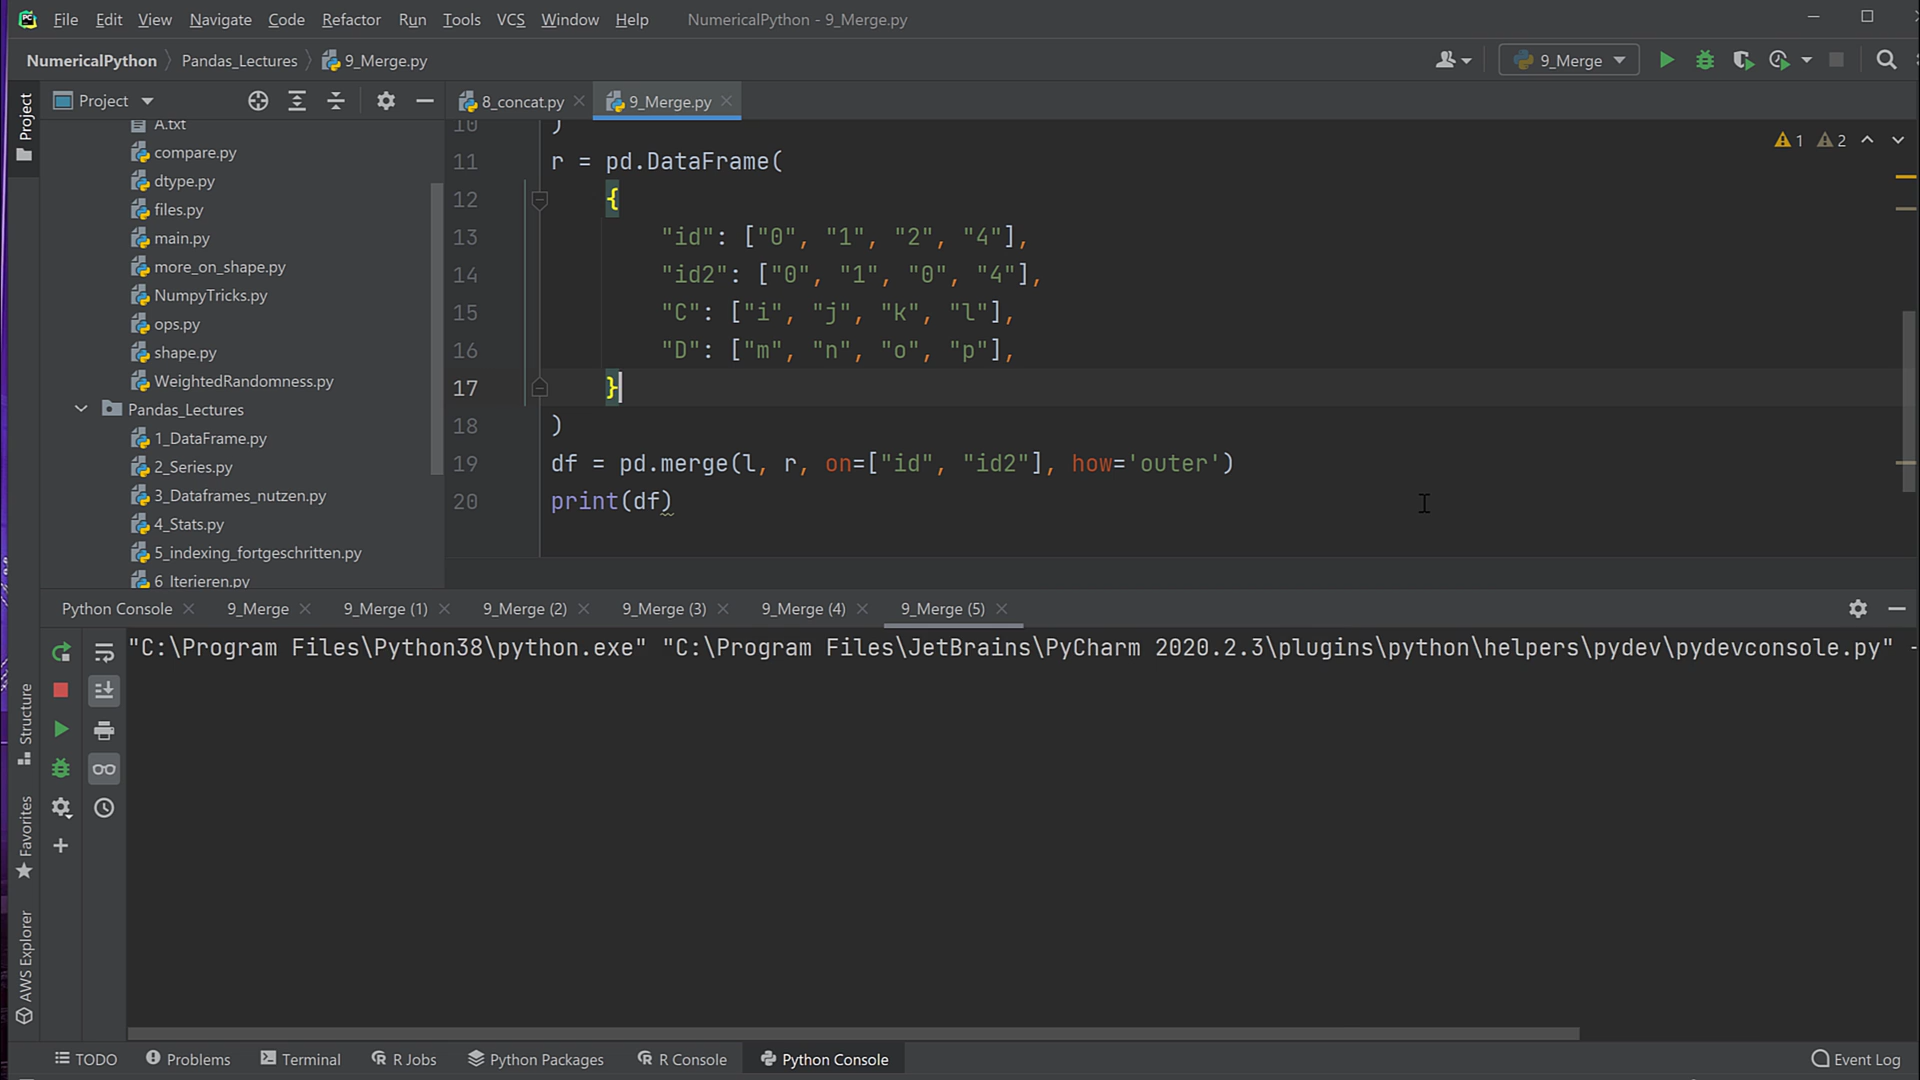 File Edit View Navigate Code Refactor Run Tools VCS Window Help NumericalPython - 9_Merge.py
NumericalPython Pandas_Lectures 9_Merge.py 9_Merge
Project
Project
8_concat.py 9_Merge.py
A.txt
compare.py
dtype.py
files.py
main.py
more_on_shape.py
NumpyTricks.py
ops.py
shape.py
WeightedRandomness.py
Pandas_Lectures
1_DataFrame.py
2_Series.py
3_Dataframes_nutzen.py
4_Stats.py
5_indexing_fortgeschritten.py
6_Iterieren.py
1 2
10 )
11 r = pd.DataFrame(
12 {
13 "id": ["0", "1", "2", "4"],
14 "id2": ["0", "1", "0", "4"],
15 "C": ["i", "j", "k", "l"],
16 "D": ["m", "n", "o", "p"],
17 }
18 )
19 df = pd.merge(l, r, on=["id", "id2"], how='outer')
20 print(df)
Python Console 9_Merge 9_Merge (1) 9_Merge (2) 9_Merge (3) 9_Merge (4) 9_Merge (5)
"C:\Program Files\Python38\python.exe" "C:\Program Files\JetBrains\PyCharm 2020.2.3\plugins\python\helpers\pydev\pydevconsole.py" -
Structure
Favorites
AWS Explorer
TODO Problems Terminal R Jobs Python Packages R Console Python Console Event Log